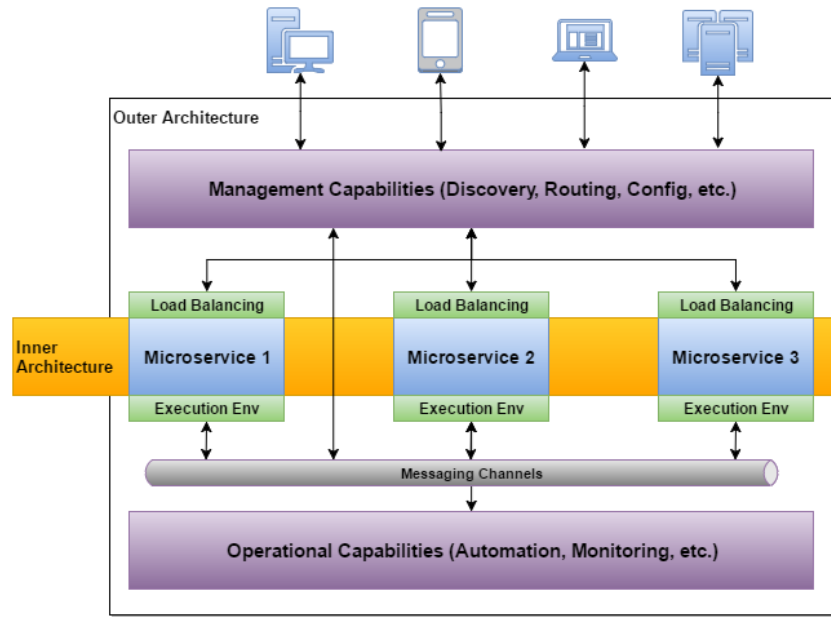 Outer Architecture
Management Capabilities (Discovery, Routing, Config, etc.)
Load Balancing
Load Balancing
Load Balancing
Inner
Architecture
Microservice 1
Microservice 2
Microservice 3
Execution Env
Execution Env
Execution Env
Messaging Channels
Operational Capabilities (Automation, Monitoring, etc.)